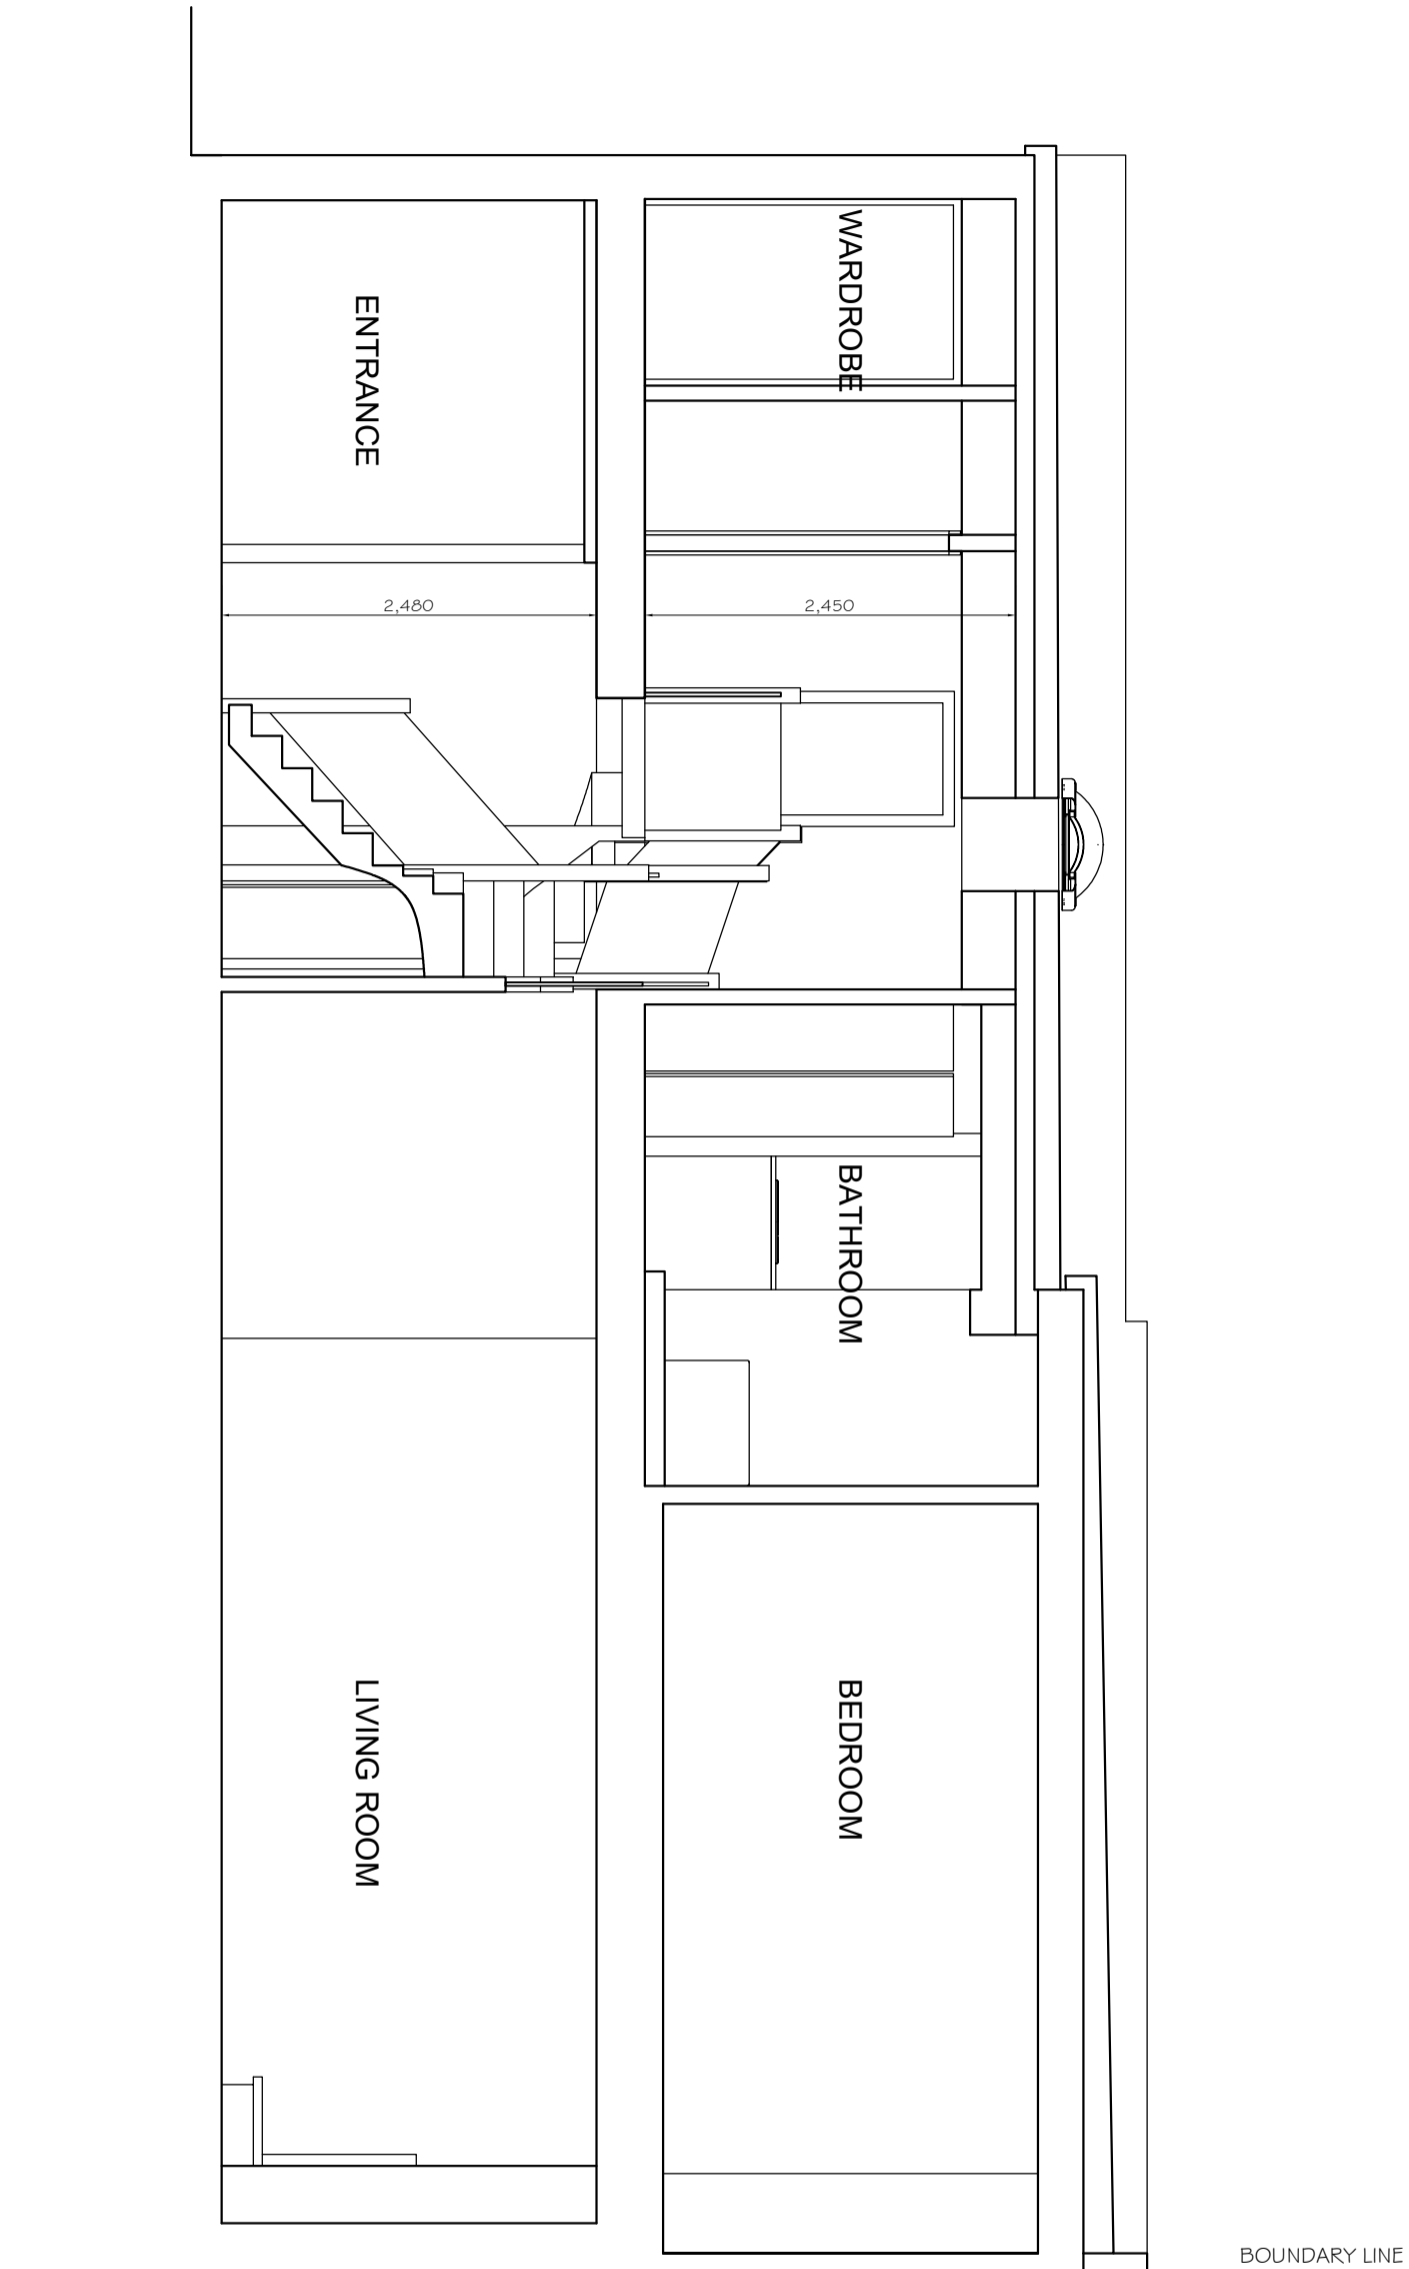 WARDROBE
ENTRANCE
2,480
2,450
BATHROOM
LIVING ROOM
BEDROOM
BOUNDARY LINE